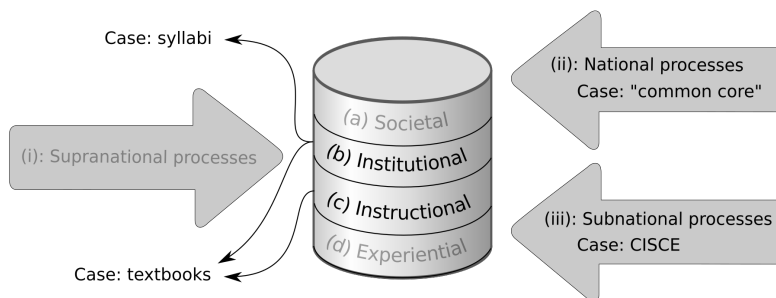 Case: syllabi
(ii): National processes
Case: "common core"
(a) Societal
(i): Supranational processes
(b) Institutional
(c) Instructional
(iii): Subnational processes
Case: CISCE
(d) Experiential
Case: textbooks